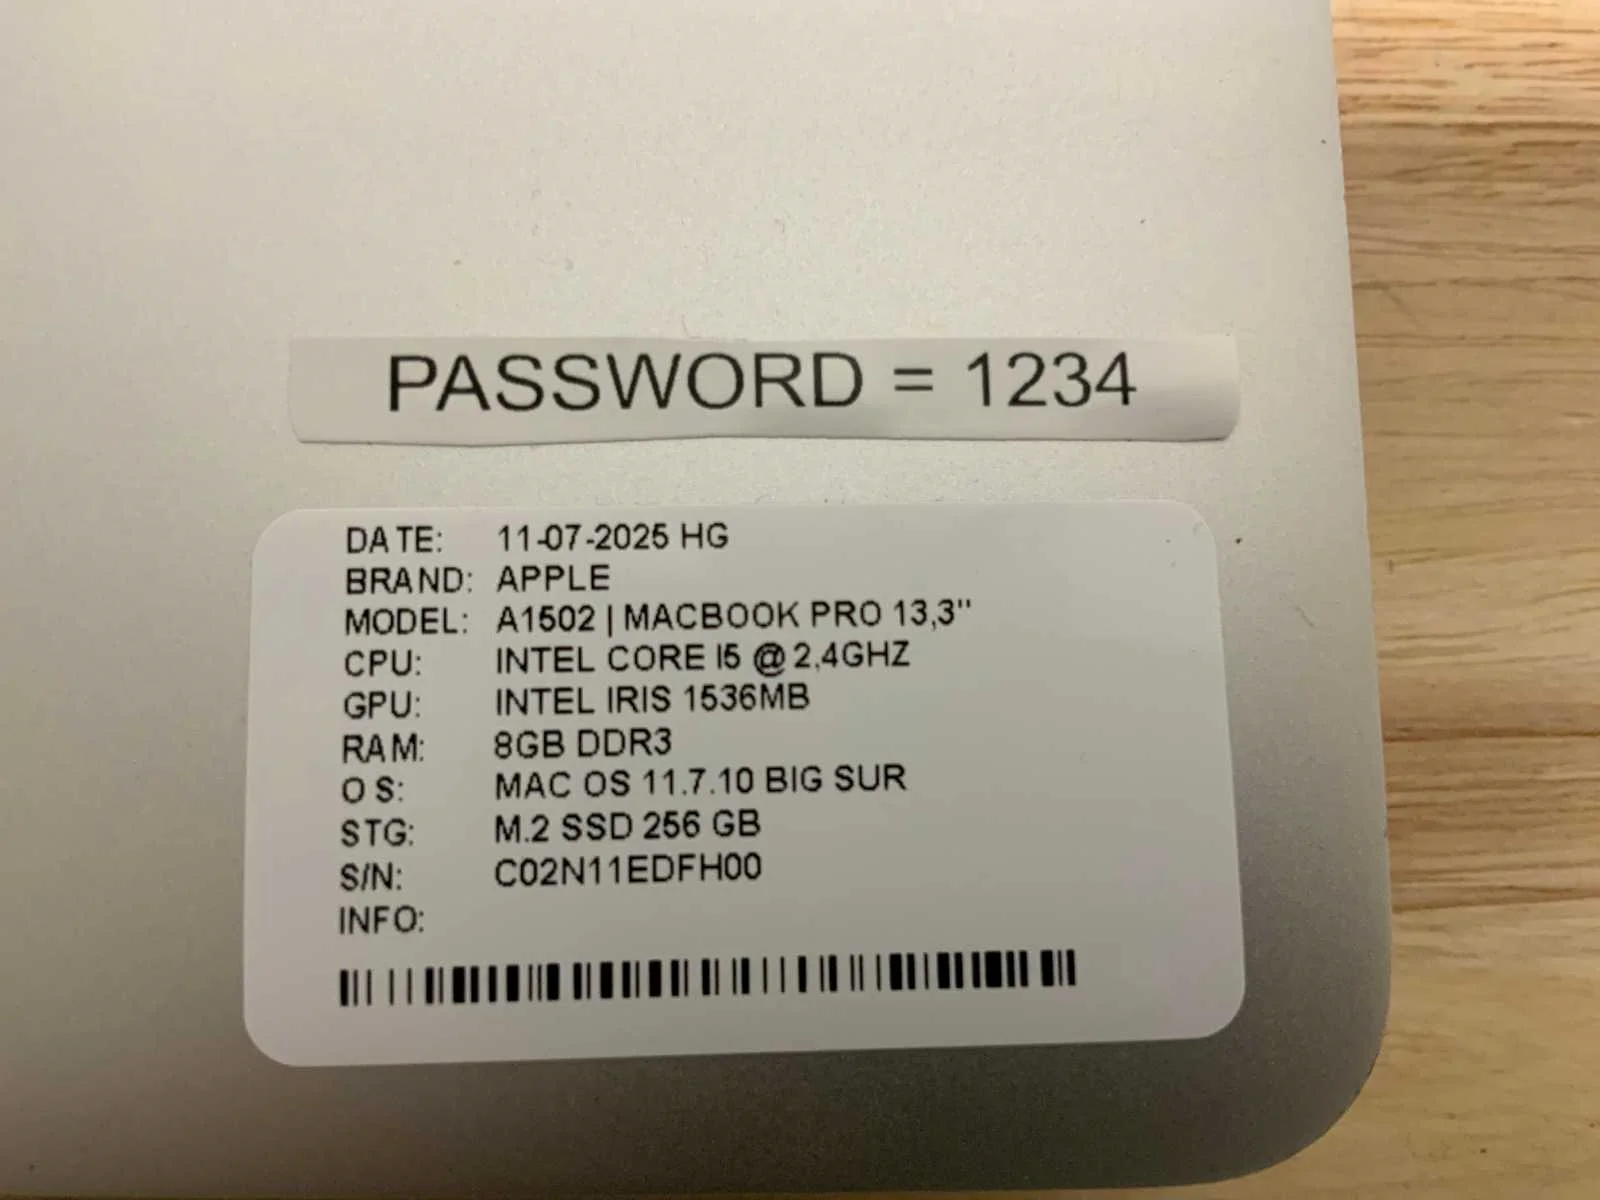 PASSWORD = 1234
DATE: 11-07-2025 HG
BRAND: APPLE
MODEL: A1502 | MACBOOK PRO 13,3"
CPU: INTEL CORE I5 @ 2,4GHZ
GPU: INTEL IRIS 1536MB
RAM: 8GB DDR3
OS: MAC OS 11.7.10 BIG SUR
STG: M.2 SSD 256 GB
S/N: C02N11EDFH00
INFO: